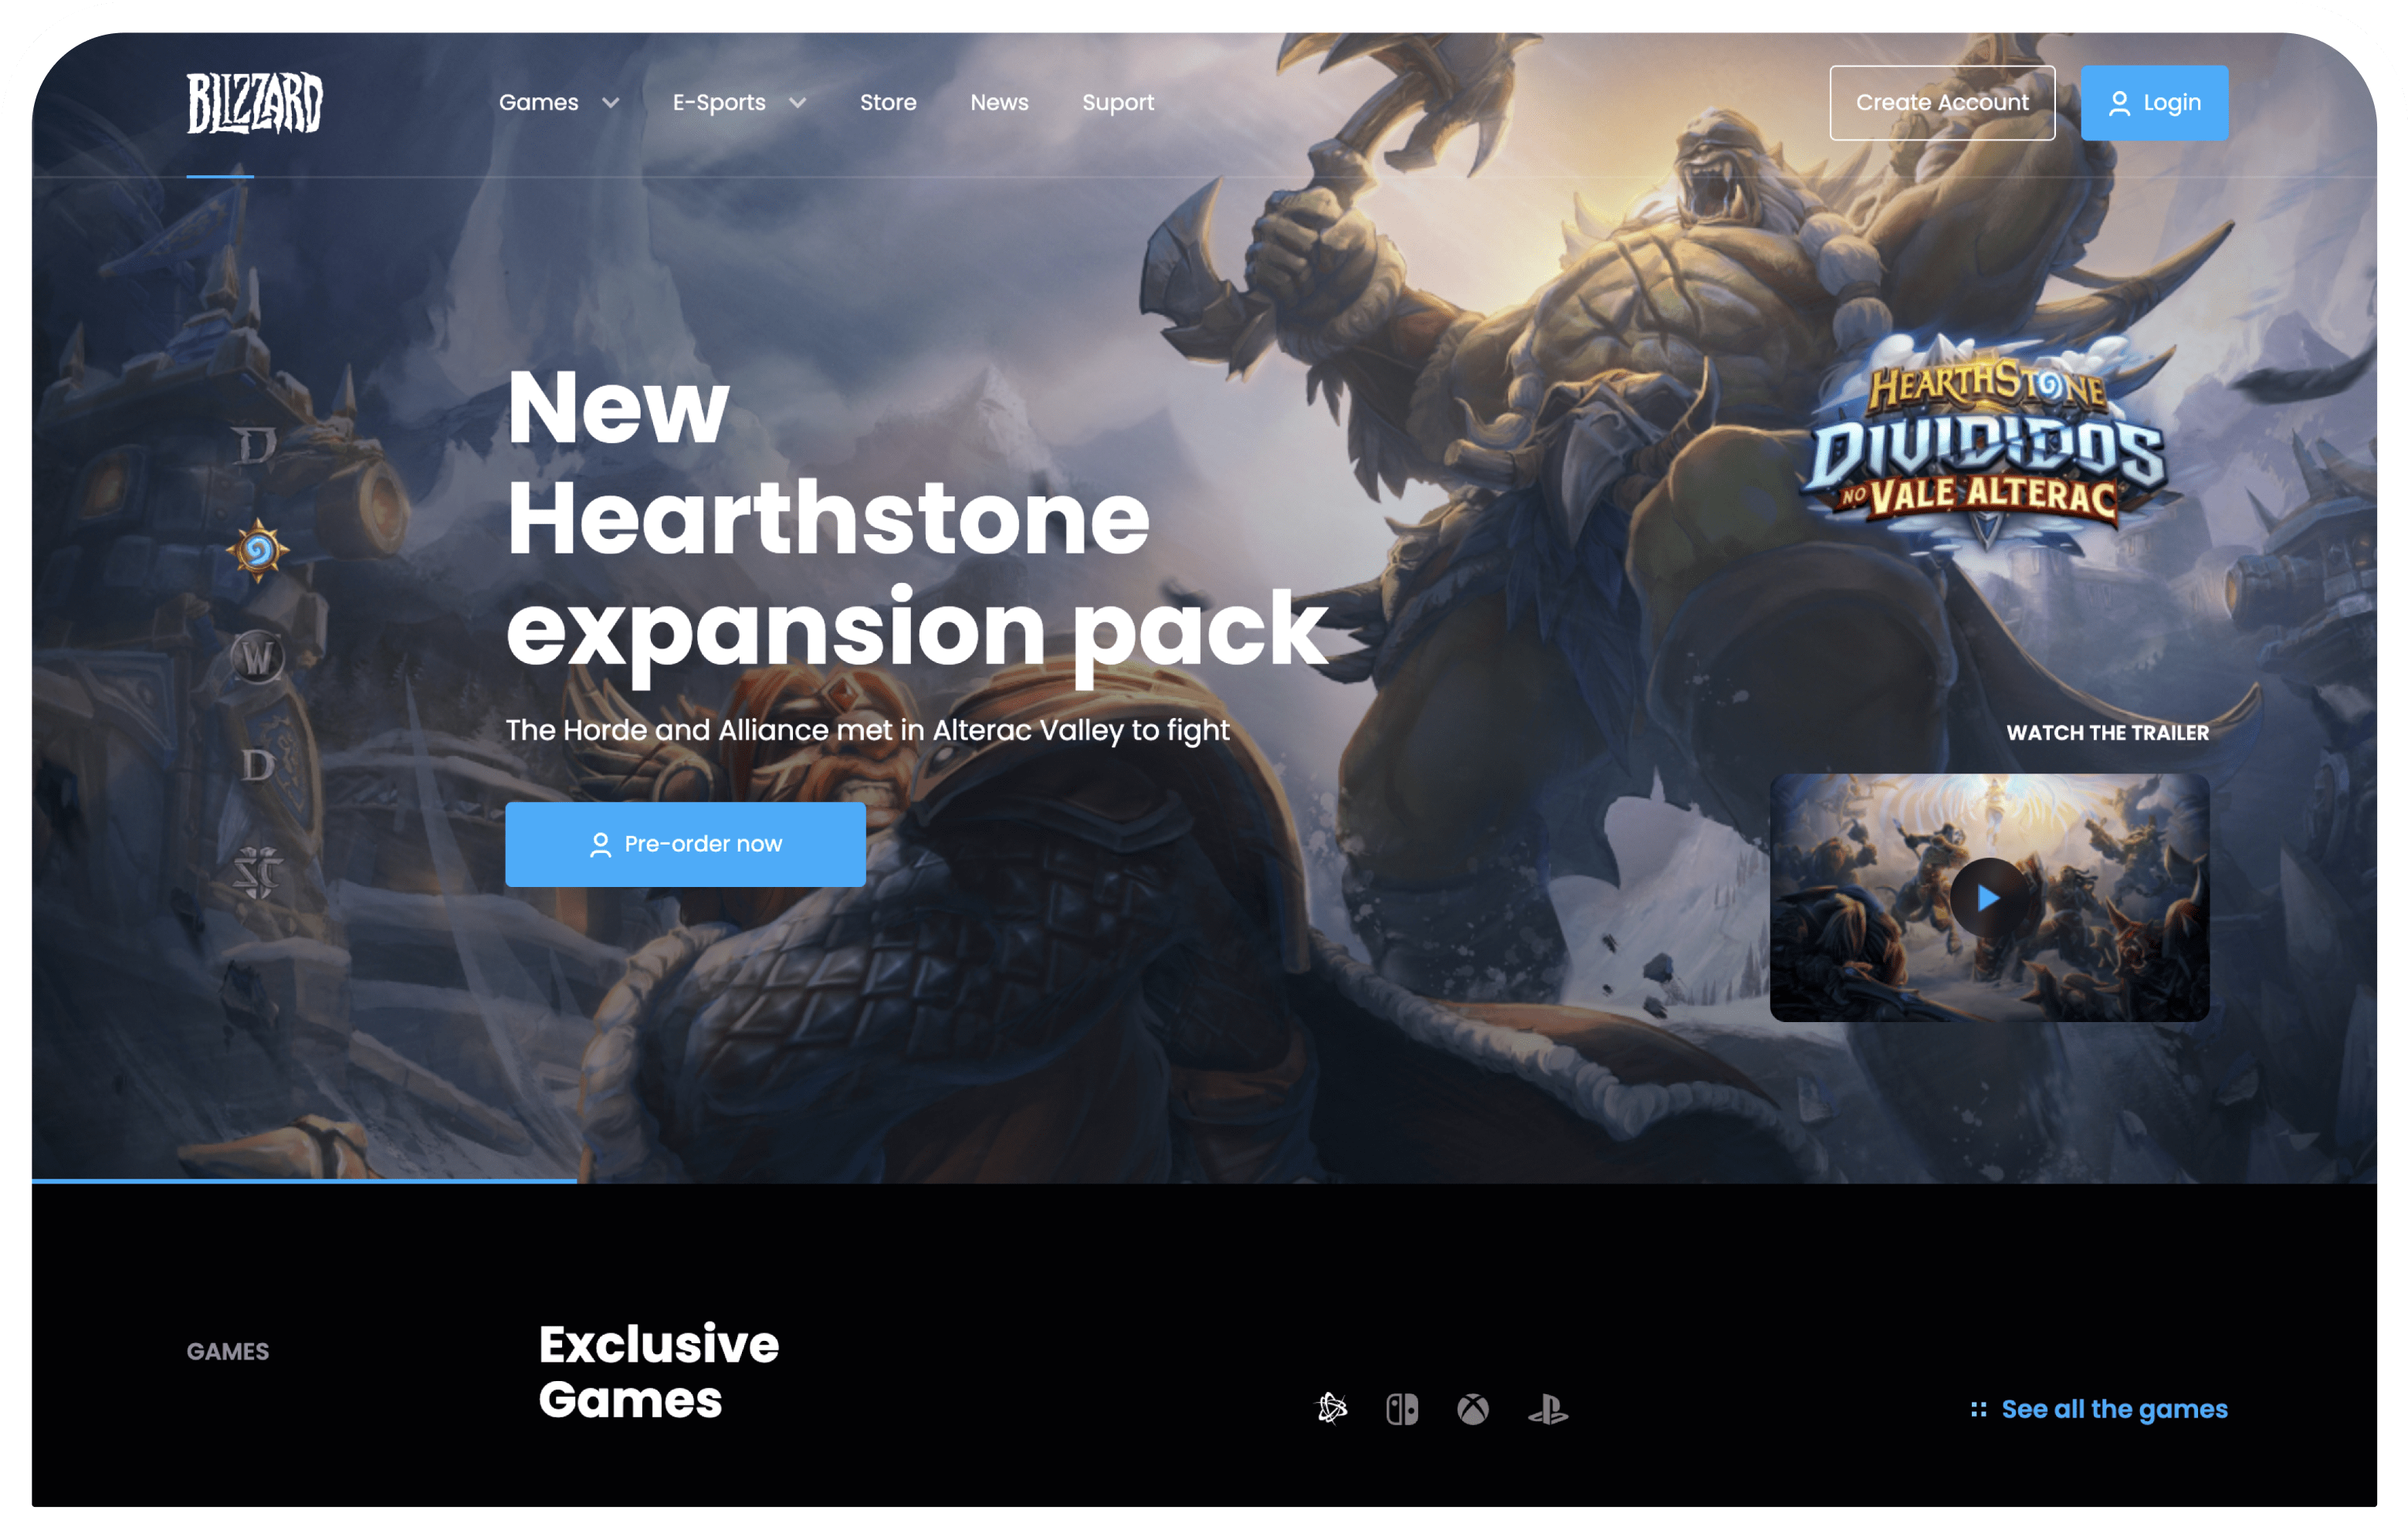 BLIZZARD
Games
E-Sports
Store
News
Suport
Create Account
Login
New
Hearthstone
expansion pack
The Horde and Alliance met in Alterac Valley to fight
Pre-order now
HEARTHSTONE
DIVIDIDOS
NO VALE ALTERAC
WATCH THE TRAILER
D
W
D
SC
GAMES
Exclusive
Games
See all the games